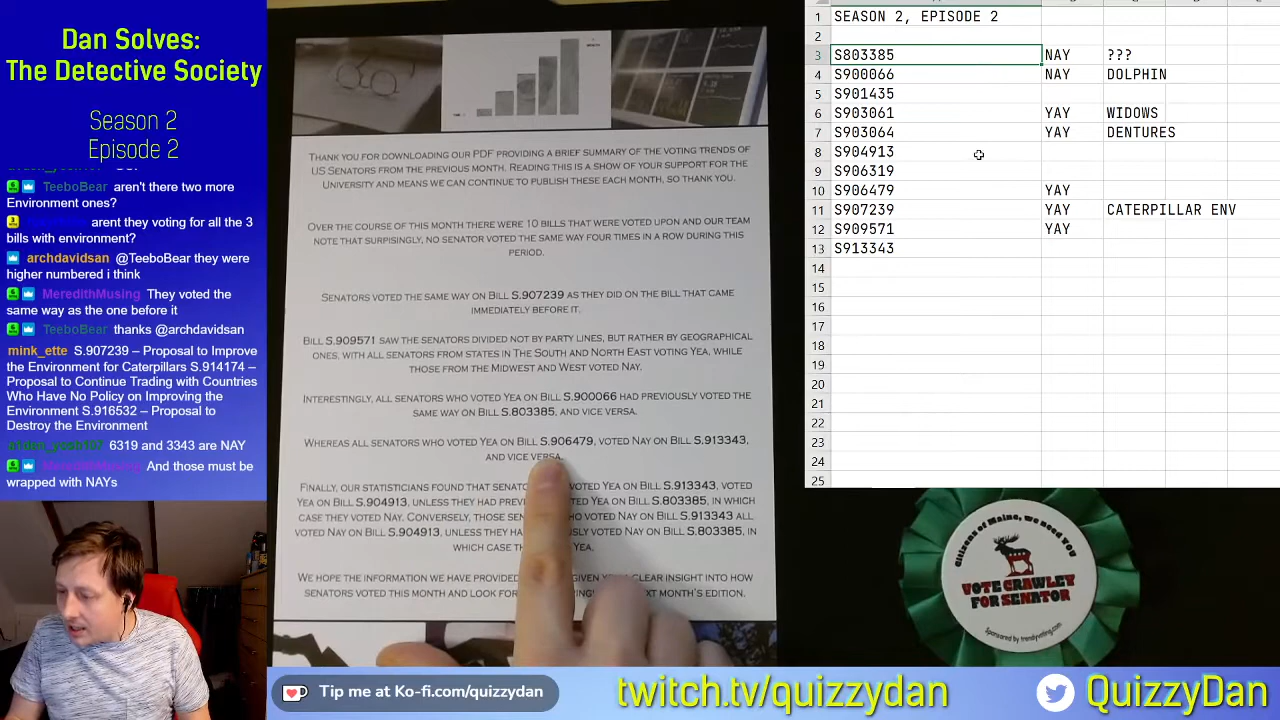 Dan Solves:
The Detective Society
Season 2
Episode 2
TeeboBear aren't there two more
Environment ones?
arent they voting for all the 3
bills with environment?
archdavidsan @TeeboBear they were
higher numbered i think
MeredithMusing They voted the
same way as the one before it
TeeboBear thanks @archdavidsan
mink_ette S.907239 – Proposal to Improve
the Environment for Caterpillars S.914174 –
Proposal to Continue Trading with Countries
Who Have No Policy on Improving the
Environment S.916532 – Proposal to
Destroy the Environment
6319 and 3343 are NAY
MeredithMusing And those must be
wrapped with NAYs
THANK YOU FOR DOWNLOADING OUR PDF PROVIDING A BRIEF SUMMARY OF THE VOTING TRENDS OF
US SENATORS FROM THE PREVIOUS MONTH. READING THIS IS A SHOW OF YOUR SUPPORT FOR THE
UNIVERSITY AND MEANS WE CAN CONTINUE TO PUBLISH THESE EACH MONTH, SO THANK YOU.
OVER THE COURSE OF THIS MONTH THERE WERE 10 BILLS THAT WERE VOTED UPON AND OUR TEAM
NOTE THAT SURPRISINGLY, NO SENATOR VOTED THE SAME WAY FOUR TIMES IN A ROW DURING THIS
PERIOD.
SENATORS VOTED THE SAME WAY ON BILL S.907239 AS THEY DID ON THE BILL THAT CAME
IMMEDIATELY BEFORE IT.
BILL S.909571 SAW THE SENATORS DIVIDED NOT BY PARTY LINES, BUT RATHER BY GEOGRAPHICAL
ONES, WITH ALL SENATORS FROM STATES IN THE SOUTH AND NORTH EAST VOTING YEA, WHILE
THOSE FROM THE MIDWEST AND WEST VOTED NAY.
INTERESTINGLY, ALL SENATORS WHO VOTED YEA ON BILL S.900066 HAD PREVIOUSLY VOTED THE
SAME WAY ON BILL S.803385, AND VICE VERSA.
WHEREAS ALL SENATORS WHO VOTED YEA ON BILL S.906479, VOTED NAY ON BILL S.913343,
AND VICE VERSA.
FINALLY, OUR STATISTICIANS FOUND THAT VOTED YEA ON BILL S.913343, VOTED
YEA ON BILL S.904913, UNLESS THEY HAD YEA ON BILL S.803385, IN WHICH
CASE THEY VOTED NAY. CONVERSELY, THOSE VOTED NAY ON BILL S.913343 ALL
VOTED NAY ON BILL S.904913, UNLESS THEY VOTED NAY ON BILL S.803385, IN
WHICH CASE YEA.
WE HOPE THE INFORMATION WE HAVE PROVIDED CLEAR INSIGHT INTO HOW
SENATORS VOTED THIS MONTH AND LOOK MONTH'S EDITION.
1 SEASON 2, EPISODE 2
2
3 S803385 NAY ???
4 S900066 NAY DOLPHIN
5 S901435
6 S903061 YAY WIDOWS
7 S903064 YAY DENTURES
8 S904913
9 S906319
10 S906479 YAY
11 S907239 YAY CATERPILLAR ENV
12 S909571 YAY
13 S913343
14
15
16
17
18
19
20
21
22
23
24
25
Citizens of Maine, we need YOU
VOTE CRAWLEY
FOR SENATOR
Sponsored by trendyvoting.com
Tip me at Ko-fi.com/quizzydan
twitch.tv/quizzydan
QuizzyDan